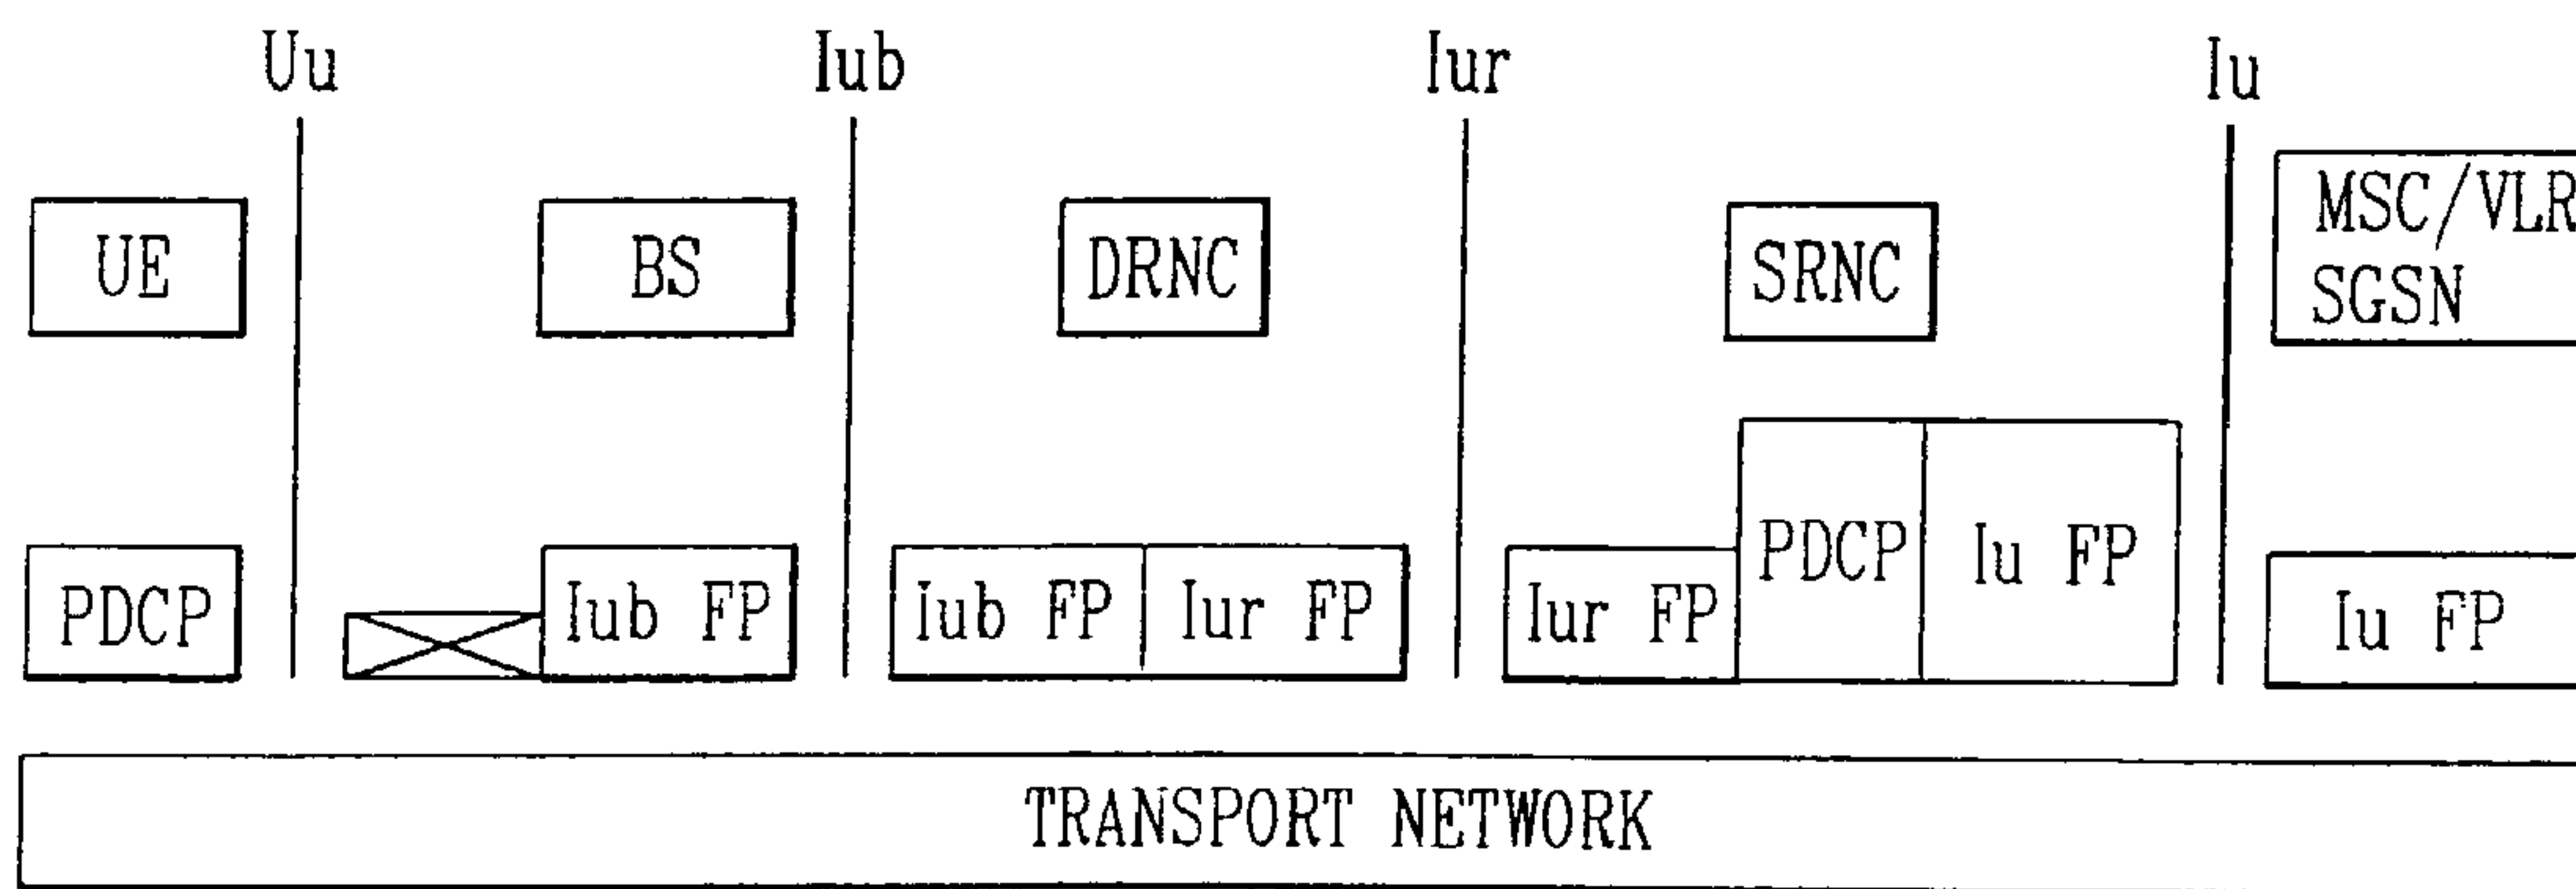 Uu Iub Iur Iu
UE BS DRNC SRNC MSC/VLR
SGSN
PDCP Iub FP Iub FP Iur FP Iur FP PDCP Iu FP Iu FP
TRANSPORT NETWORK